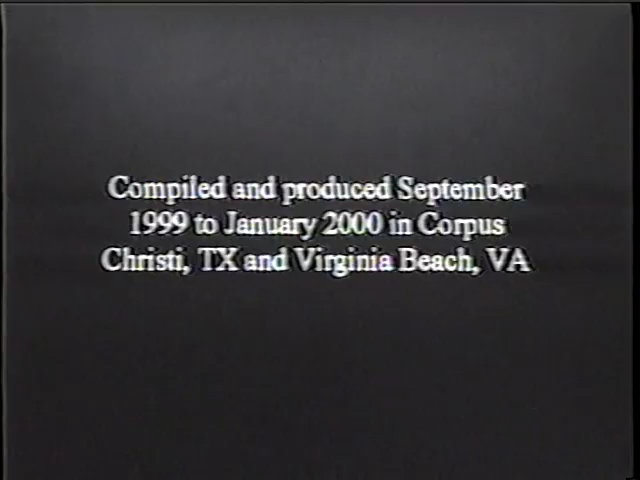 Compiled and produced September
1999 to January 2000 in Corpus
Christi, TX and Virginia Beach, VA